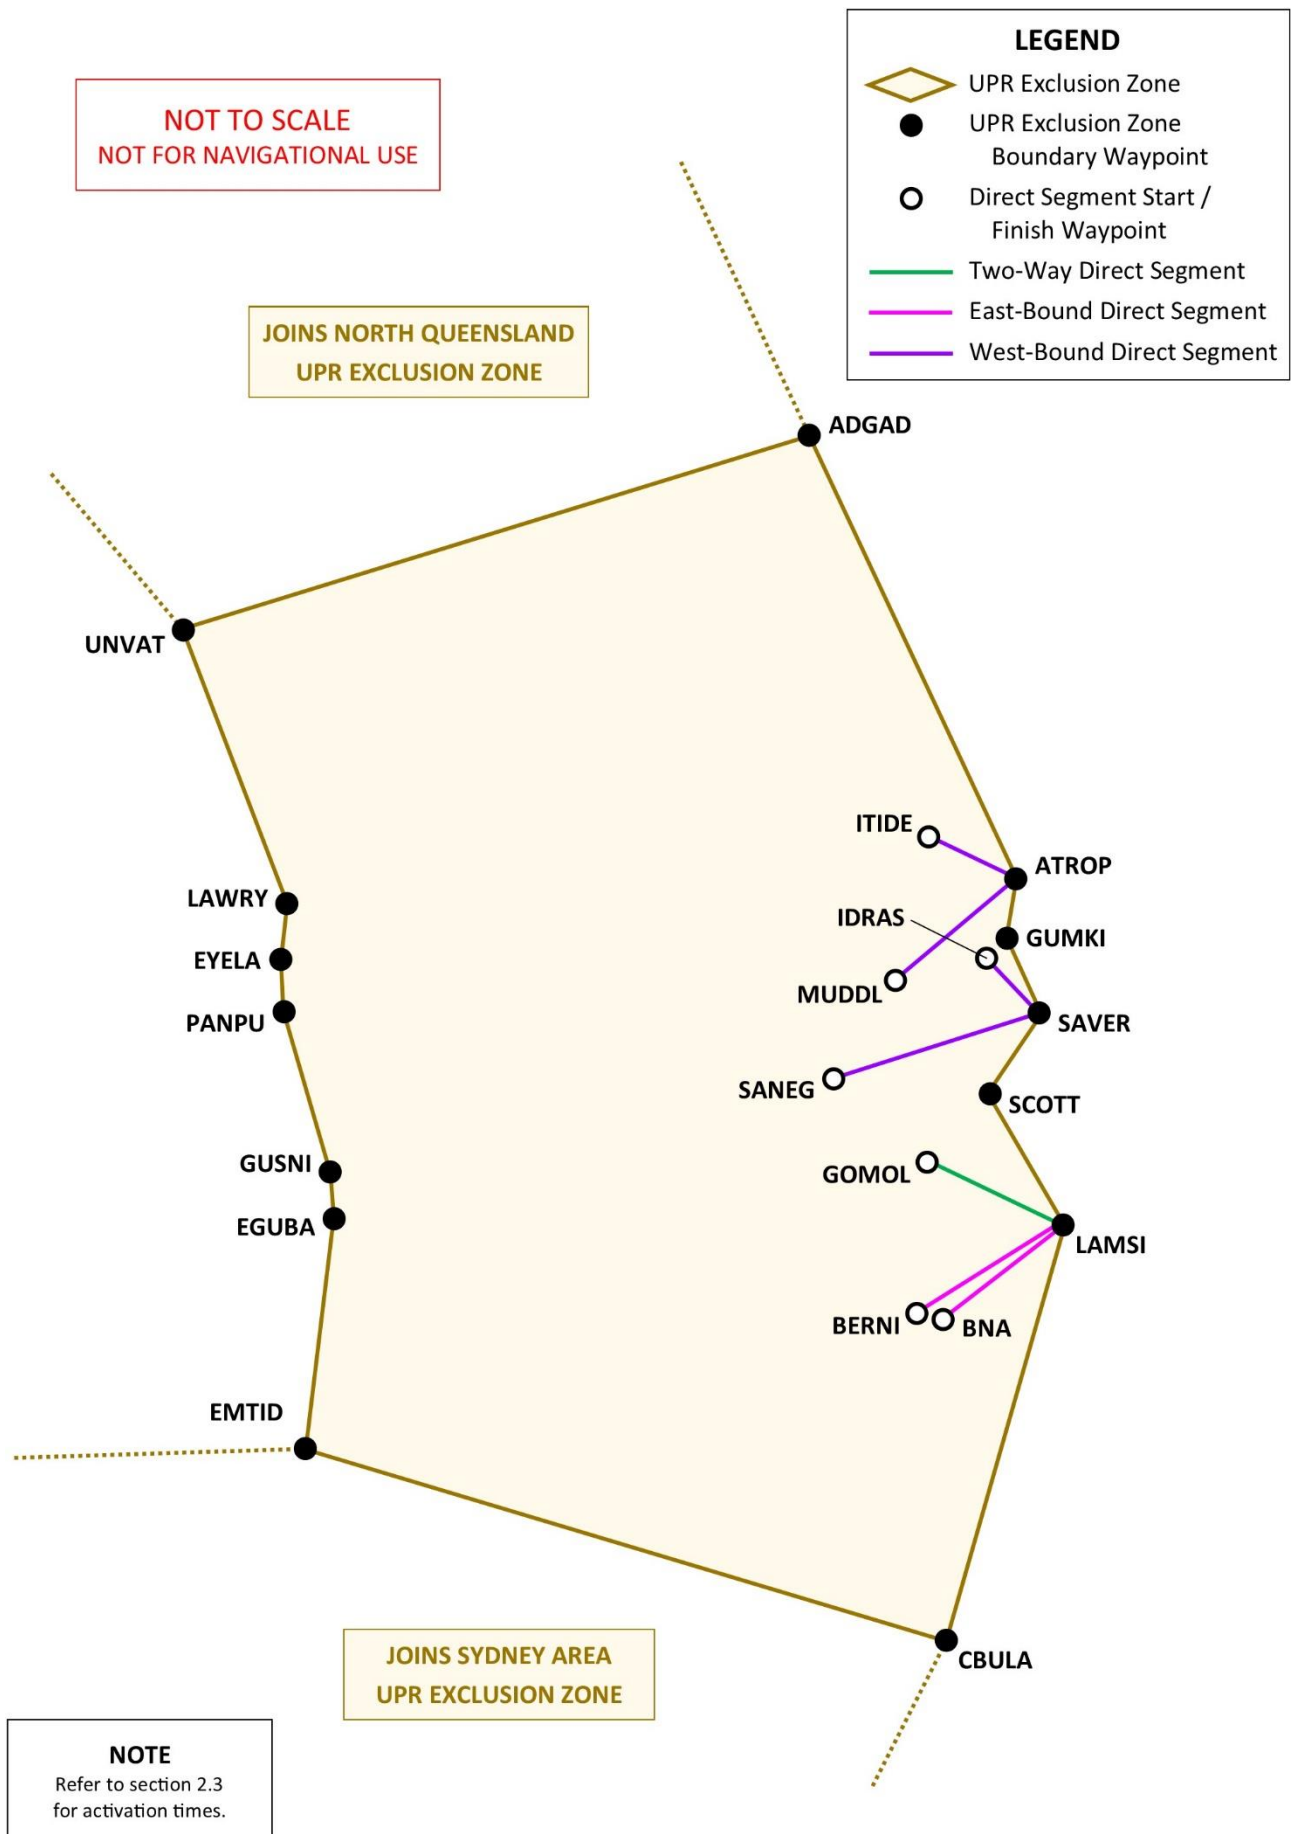 LEGEND
UPR Exclusion Zone
UPR Exclusion Zone
Boundary Waypoint
Direct Segment Start /
Finish Waypoint
Two-Way Direct Segment
East-Bound Direct Segment
West-Bound Direct Segment
NOT TO SCALE
NOT FOR NAVIGATIONAL USE
JOINS NORTH QUEENSLAND
UPR EXCLUSION ZONE
ADGAD
UNVAT
ITIDE
ATROP
LAWRY
IDRAS
GUMKI
EYELA
MUDDL
PANPU
SAVER
SANEG
SCOTT
GUSNI
GOMOL
EGUBA
LAMSI
BERNI
BNA
EMTID
CBULA
JOINS SYDNEY AREA
UPR EXCLUSION ZONE
NOTE
Refer to section 2.3
for activation times.